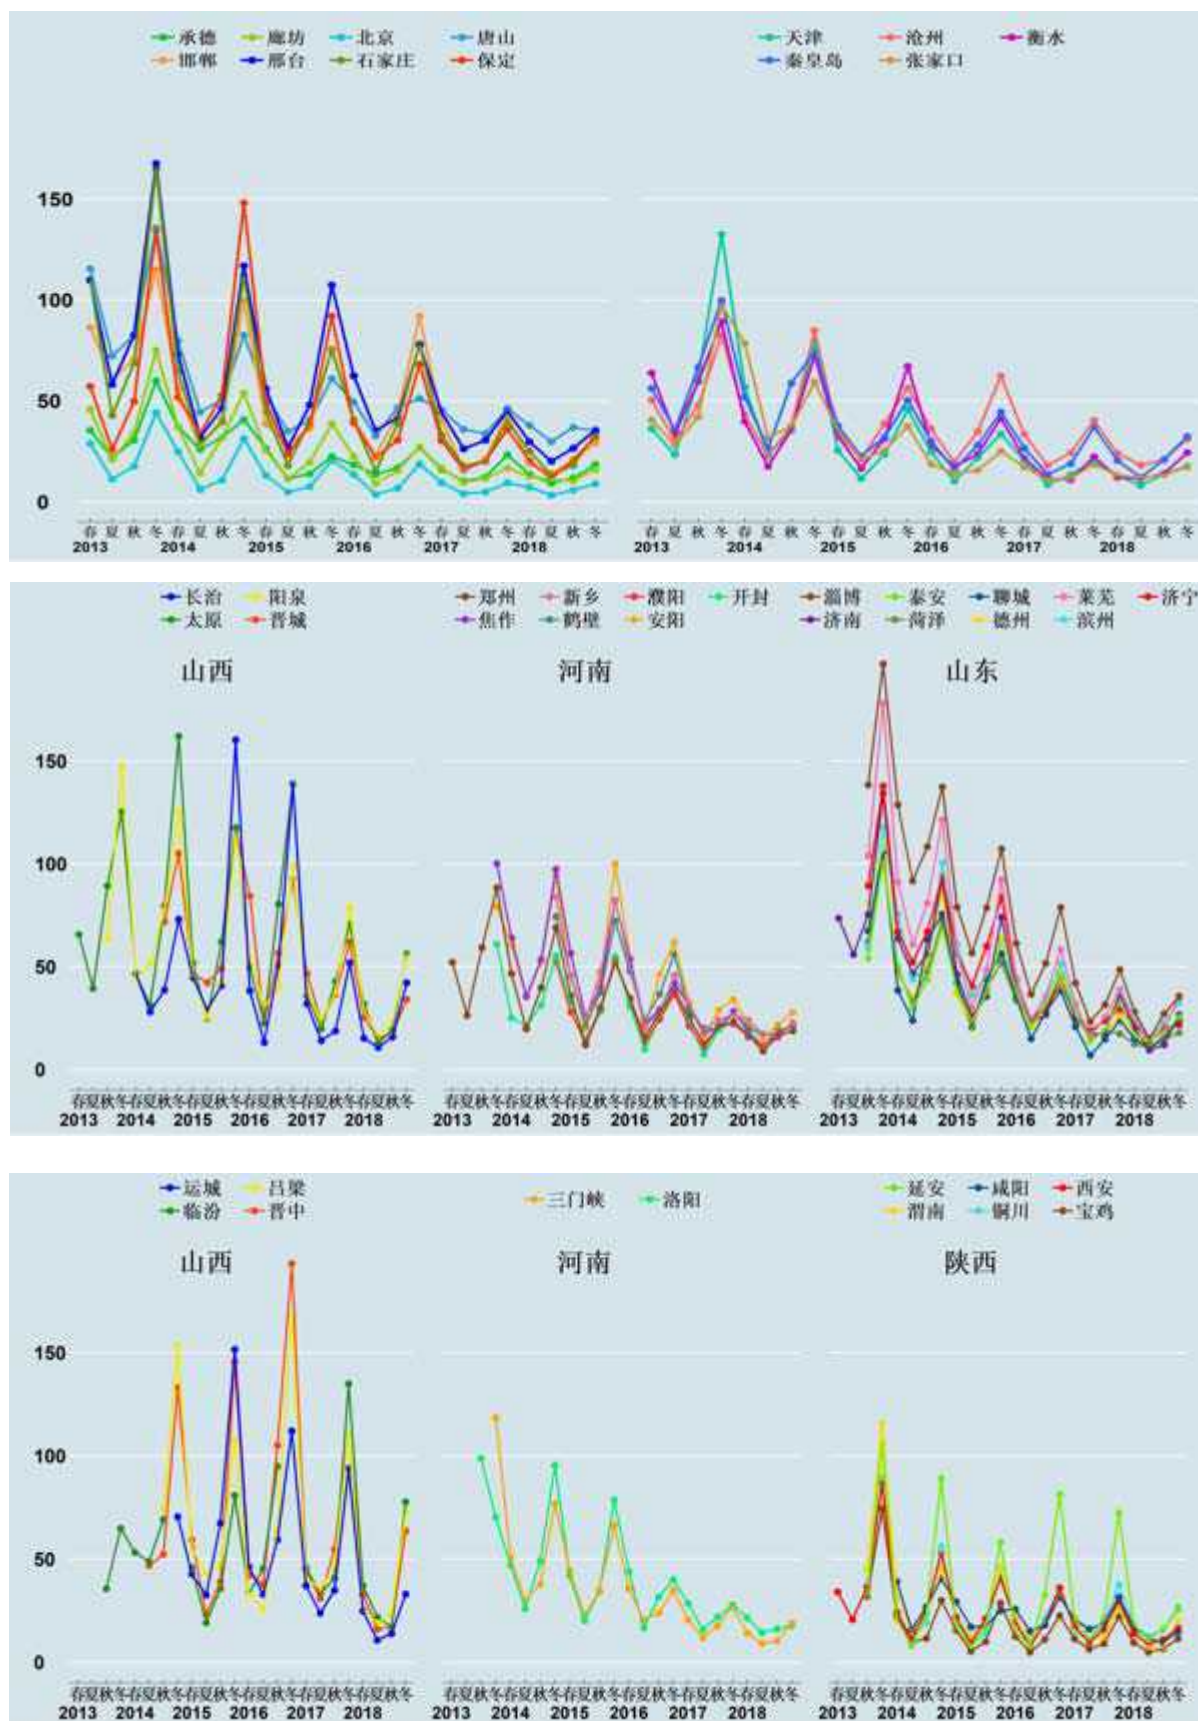 承德 廊坊 北京 唐山 天津 沧州 衡水
邯郸 邢台 石家庄 保定 秦皇岛 张家口
150
100
50
0
春 夏 秋 冬 春 夏 秋 冬 春 夏 秋 冬 春 夏 秋 冬 春 夏 秋 冬 春 夏 秋 冬 春 夏 秋 冬 春 夏 秋 冬 春 夏 秋 冬 春 夏 秋 冬 春 夏 秋 冬 春 夏 秋 冬
2013 2014 2015 2016 2017 2018 2013 2014 2015 2016 2017 2018
长治 阳泉 郑州 新乡 濮阳 开封 淄博 泰安 聊城 莱芜 济宁
太原 晋城 焦作 鹤壁 安阳 济南 菏泽 德州 滨州
山西 河南 山东
150
100
50
0
春夏秋冬春夏秋冬春夏秋冬春夏秋冬春夏秋冬春夏秋冬 春夏秋冬春夏秋冬春夏秋冬春夏秋冬春夏秋冬春夏秋冬 春夏秋冬春夏秋冬春夏秋冬春夏秋冬春夏秋冬春夏秋冬
2013 2014 2015 2016 2017 2018 2013 2014 2015 2016 2017 2018 2013 2014 2015 2016 2017 2018
运城 吕梁 三门峡 洛阳 延安 咸阳 西安
临汾 晋中 渭南 铜川 宝鸡
山西 河南 陕西
150
100
50
0
春夏秋冬春夏秋冬春夏秋冬春夏秋冬春夏秋冬春夏秋冬 春夏秋冬春夏秋冬春夏秋冬春夏秋冬春夏秋冬春夏秋冬 春夏秋冬春夏秋冬春夏秋冬春夏秋冬春夏秋冬春夏秋冬
2013 2014 2015 2016 2017 2018 2013 2014 2015 2016 2017 2018 2013 2014 2015 2016 2017 2018